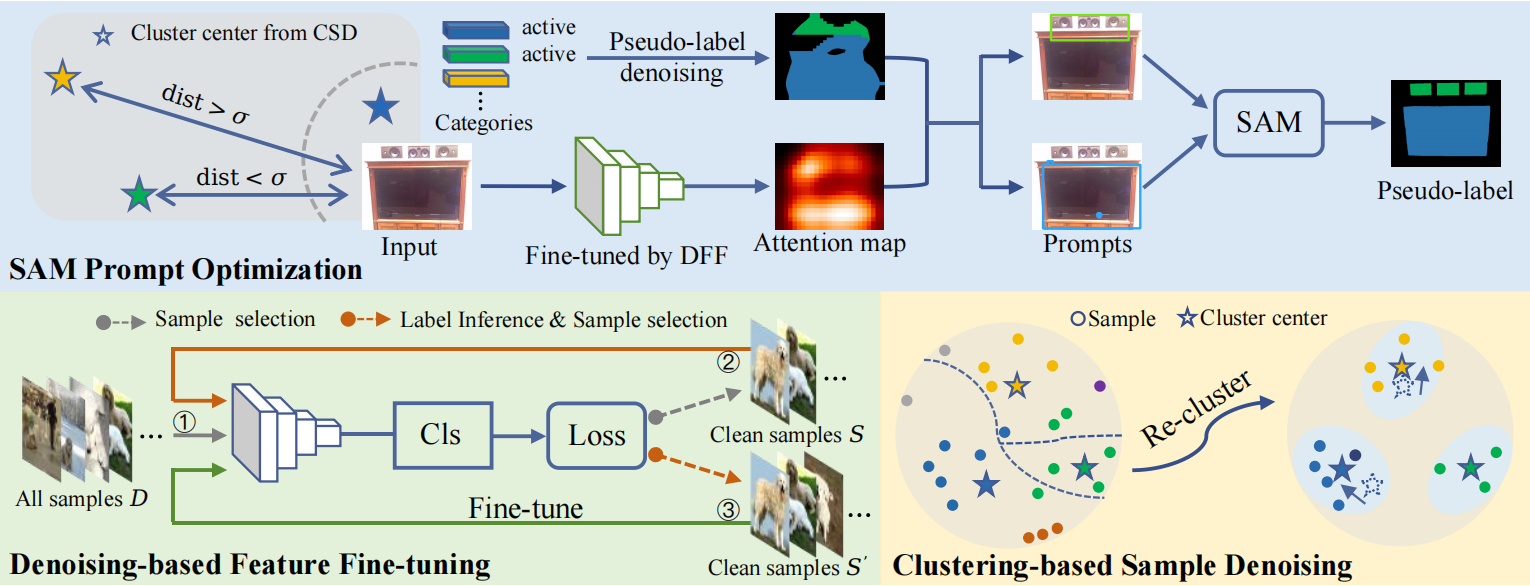 Cluster center from CSD
dist > σ
dist < σ
Input
active
active
Categories
Pseudo-label
denoising
Fine-tuned by DFF
Attention map
Prompts
SAM
Pseudo-label
SAM Prompt Optimization
Sample selection
Label Inference & Sample selection
All samples D
...
①
Cls
Loss
②
...
Clean samples S
Fine-tune
③
...
Clean samples S′
Denoising-based Feature Fine-tuning
Sample
Cluster center
Re-cluster
Clustering-based Sample Denoising